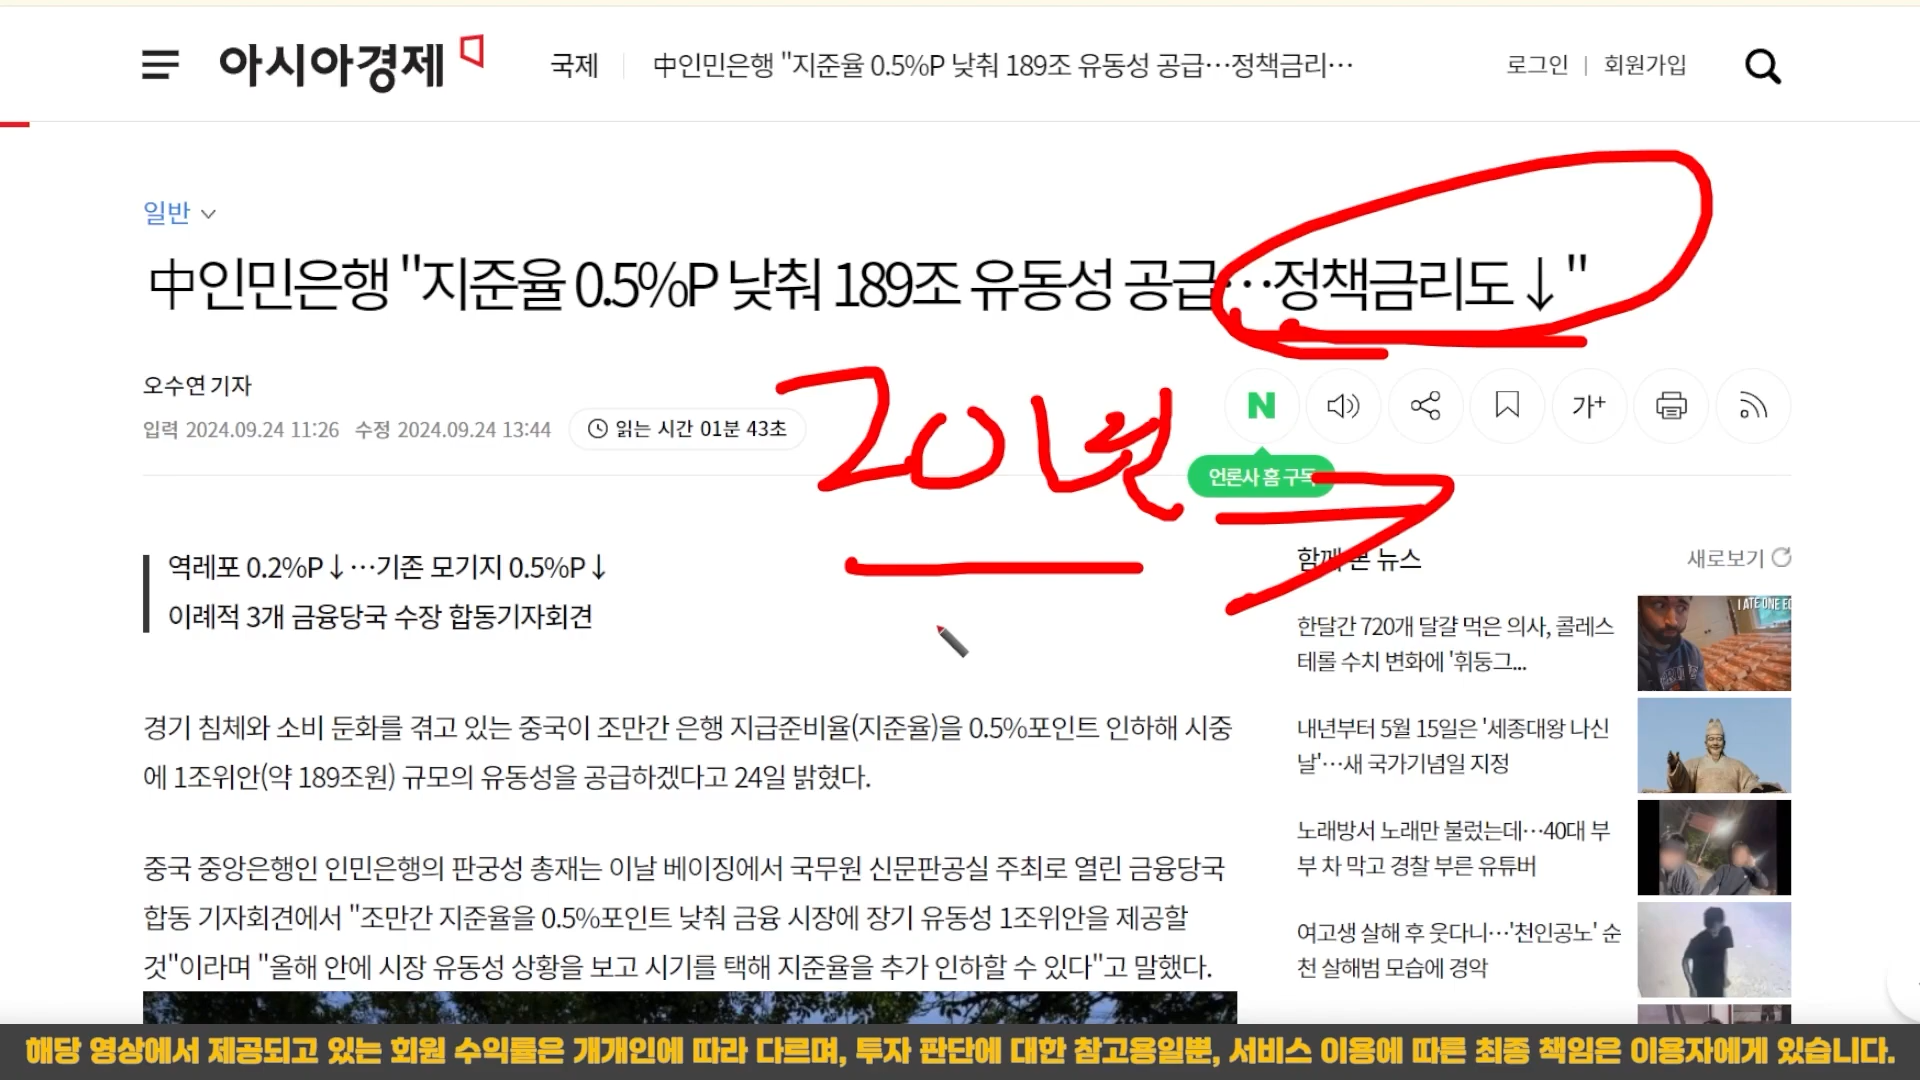 아시아경제
국제
中인민은행 "지준율 0.5%P 낮춰 189조 유동성 공급…정책금리…
로그인 | 회원가입
일반
中인민은행 "지준율 0.5%P 낮춰 189조 유동성 공급…정책금리도↓"
오수연 기자
입력 2024.09.24 11:26 수정 2024.09.24 13:44
읽는 시간 01분 43초
20년
N
가+
언론사 홈 구독
역레포 0.2%P↓…기존 모기지 0.5%P↓
이례적 3개 금융당국 수장 합동기자회견
경기 침체와 소비 둔화를 겪고 있는 중국이 조만간 은행 지급준비율(지준율)을 0.5%포인트 인하해 시중
에 1조위안(약 189조원) 규모의 유동성을 공급하겠다고 24일 밝혔다.
중국 중앙은행인 인민은행의 판궁성 총재는 이날 베이징에서 국무원 신문판공실 주최로 열린 금융당국
합동 기자회견에서 "조만간 지준율을 0.5%포인트 낮춰 금융 시장에 장기 유동성 1조위안을 제공할
것"이라며 "올해 안에 시장 유동성 상황을 보고 시기를 택해 지준율을 추가 인하할 수 있다"고 말했다.
함께 본 뉴스
새로보기
한달간 720개 달걀 먹은 의사, 콜레스
테롤 수치 변화에 '휘둥그...
I ATE ONE
내년부터 5월 15일은 '세종대왕 나신
날'…새 국가기념일 지정
노래방서 노래만 불렀는데…40대 부
부 차 막고 경찰 부른 유튜버
여고생 살해 후 웃다니…'천인공노' 순
천 살해범 모습에 경악
해당 영상에서 제공되고 있는 회원 수익률은 개개인에 따라 다르며, 투자 판단에 대한 참고용일뿐, 서비스 이용에 따른 최종 책임은 이용자에게 있습니다.